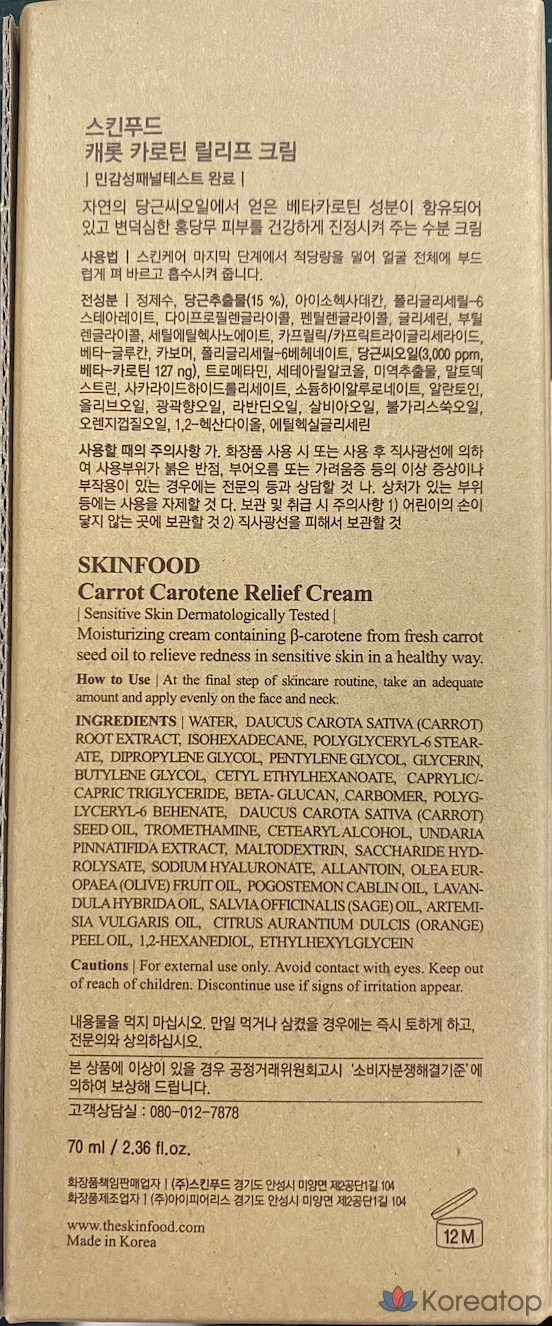 스킨푸드
캐롯 카로틴 릴리프 크림
| 민감성패널테스트 완료 |
자연의 당근씨오일에서 얻은 베타카로틴 성분이 함유되어
있고 변덕심한 홍당무 피부를 건강하게 진정시켜 주는 수분 크림
사용법 | 스킨케어 마지막 단계에서 적당량을 덜어 얼굴 전체에 부드
럽게 펴 바르고 흡수시켜 줍니다.
전성분 | 정제수, 당근추출물(15 %), 아이소헥사데칸, 폴리글리세릴-6
스테아레이트, 다이프로필렌글라이콜, 펜틸렌글라이콜, 글리세린, 부틸
렌글라이콜, 세틸에틸헥사노에이트, 카프릴릭/카프릭트라이글리세라이드,
베타-글루칸, 카보머, 폴리글리세릴-6베헤네이트, 당근씨오일(3,000 ppm,
베타-카로틴 127 ng), 트로메타민, 세테아릴알코올, 미역추출물, 말토덱
스트린, 사카라이드하이드롤리세이트, 소듐하이알루로네이트, 알란토인,
올리브오일, 광곽향오일, 라반딘오일, 살비아오일, 불가리스쑥오일,
오렌지껍질오일, 1,2-헥산다이올, 에틸헥실글리세린
사용할 때의 주의사항 가. 화장품 사용 시 또는 사용 후 직사광선에 의하
여 사용부위가 붉은 반점, 부어오름 또는 가려움증 등의 이상 증상이나
부작용이 있는 경우에는 전문의 등과 상담할 것 나. 상처가 있는 부위
등에는 사용을 자제할 것 다. 보관 및 취급 시 주의사항 1) 어린이의 손이
닿지 않는 곳에 보관할 것 2) 직사광선을 피해서 보관할 것
SKINFOOD
Carrot Carotene Relief Cream
| Sensitive Skin Dermatologically Tested |
Moisturizing cream containing β-carotene from fresh carrot
seed oil to relieve redness in sensitive skin in a healthy way.
How to Use | At the final step of skincare routine, take an adequate
amount and apply evenly on the face and neck.
INGREDIENTS | WATER, DAUCUS CAROTA SATIVA (CARROT)
ROOT EXTRACT, ISOHEXADECANE, POLYGLYCERYL-6 STEAR-
ATE, DIPROPYLENE GLYCOL, PENTYLENE GLYCOL, GLYCERIN,
BUTYLENE GLYCOL, CETYL ETHYLHEXANOATE, CAPRYLIC/-
CAPRIC TRIGLYCERIDE, BETA-GLUCAN, CARBOMER, POLYG-
LYCERYL-6 BEHENATE, DAUCUS CAROTA SATIVA (CARROT)
SEED OIL, TROMETHAMINE, CETEARYL ALCOHOL, UNDARIA
PINNATIFIDA EXTRACT, MALTODEXTRIN, SACCHARIDE HYD-
ROLYSATE, SODIUM HYALURONATE, ALLANTOIN, OLEA EUR-
OPAEA (OLIVE) FRUIT OIL, POGOSTEMON CABLIN OIL, LAVAN-
DULA HYBRIDA OIL, SALVIA OFFICINALIS (SAGE) OIL, ARTEMI-
SIA VULGARIS OIL, CITRUS AURANTIUM DULCIS (ORANGE)
PEEL OIL, 1,2-HEXANEDIOL, ETHYLHEXYLGLYCEIN
Cautions | For external use only. Avoid contact with eyes. Keep out
of reach of children. Discontinue use if signs of irritation appear.
내용물을 먹지 마십시오. 만일 먹거나 삼켰을 경우에는 즉시 토하게 하고,
전문의와 상의하십시오.
본 상품에 이상이 있을 경우 공정거래위원회고시 '소비자분쟁해결기준'에
의하여 보상해 드립니다.
고객상담실 : 080-012-7878
70 ml / 2.36 fl.oz.
화장품책임판매업자 | (주)스킨푸드 경기도 안성시 미양면 제2공단1길 104
화장품제조업자 | (주)아이피어리스 경기도 안성시 미양면 제2공단1길 104
www.theskinfood.com
Made in Korea
12M
Koreatop